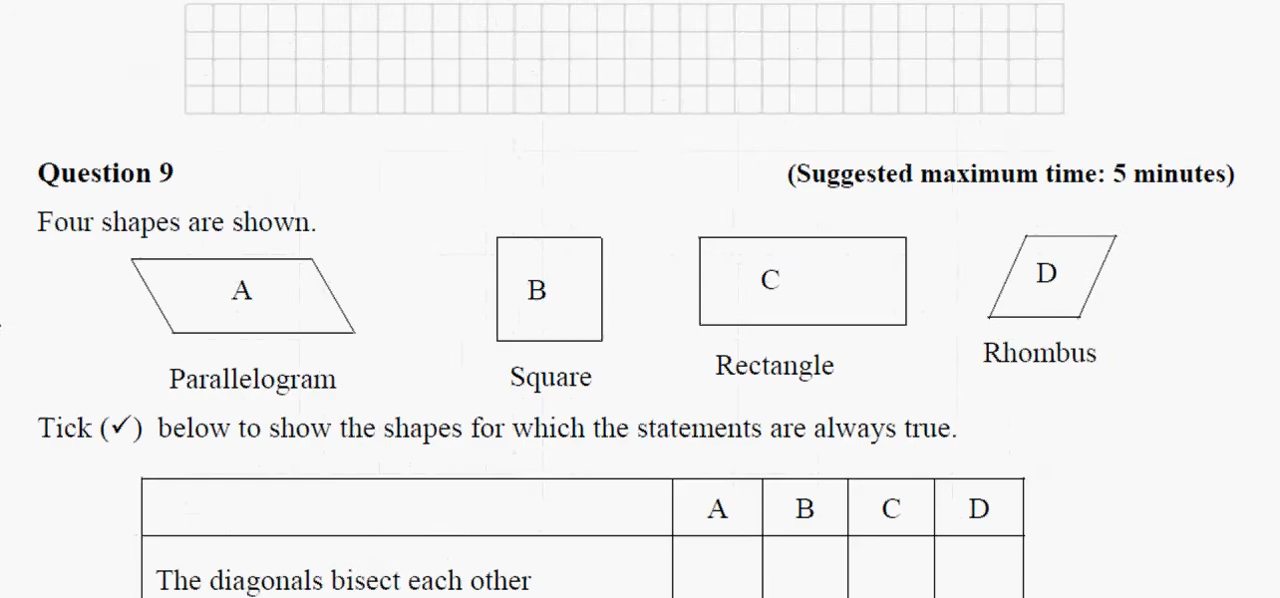 Question 9
(Suggested maximum time: 5 minutes)
Four shapes are shown.
A
B
C
D
Parallelogram
Square
Rectangle
Rhombus
Tick (✓) below to show the shapes for which the statements are always true.
A B C D
The diagonals bisect each other